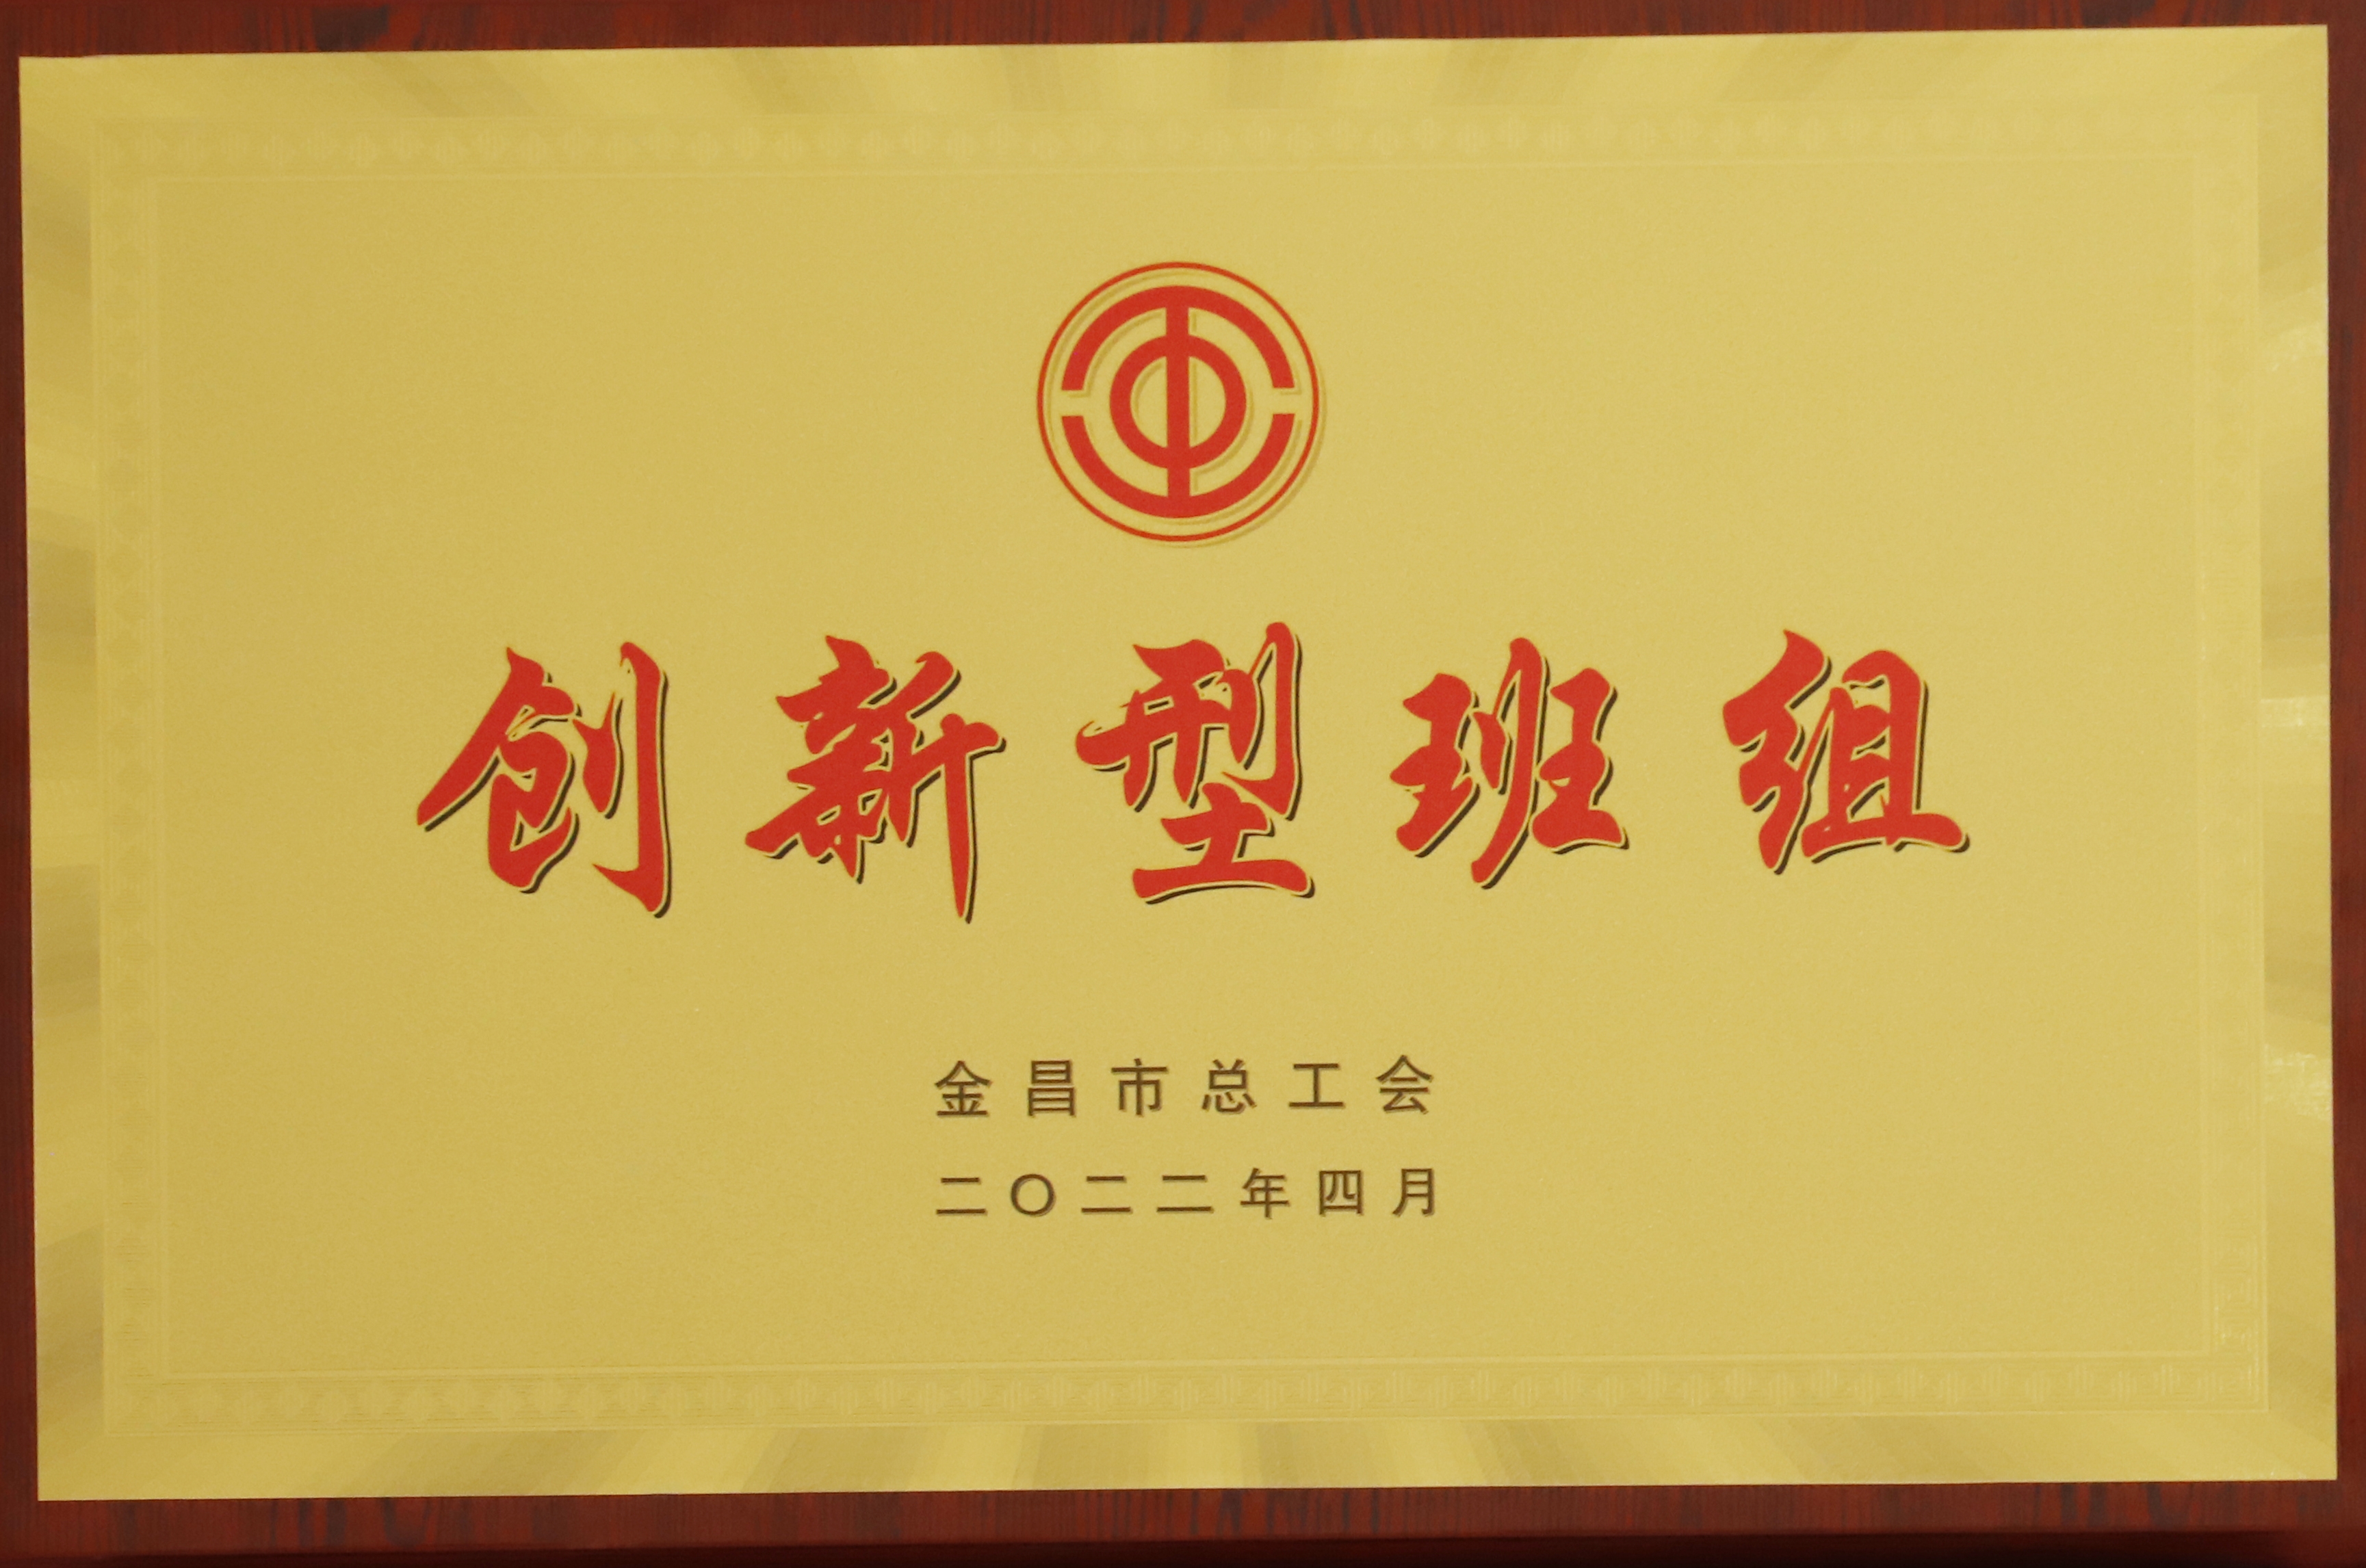 创新型班组
金昌市总工会
二〇二二年四月